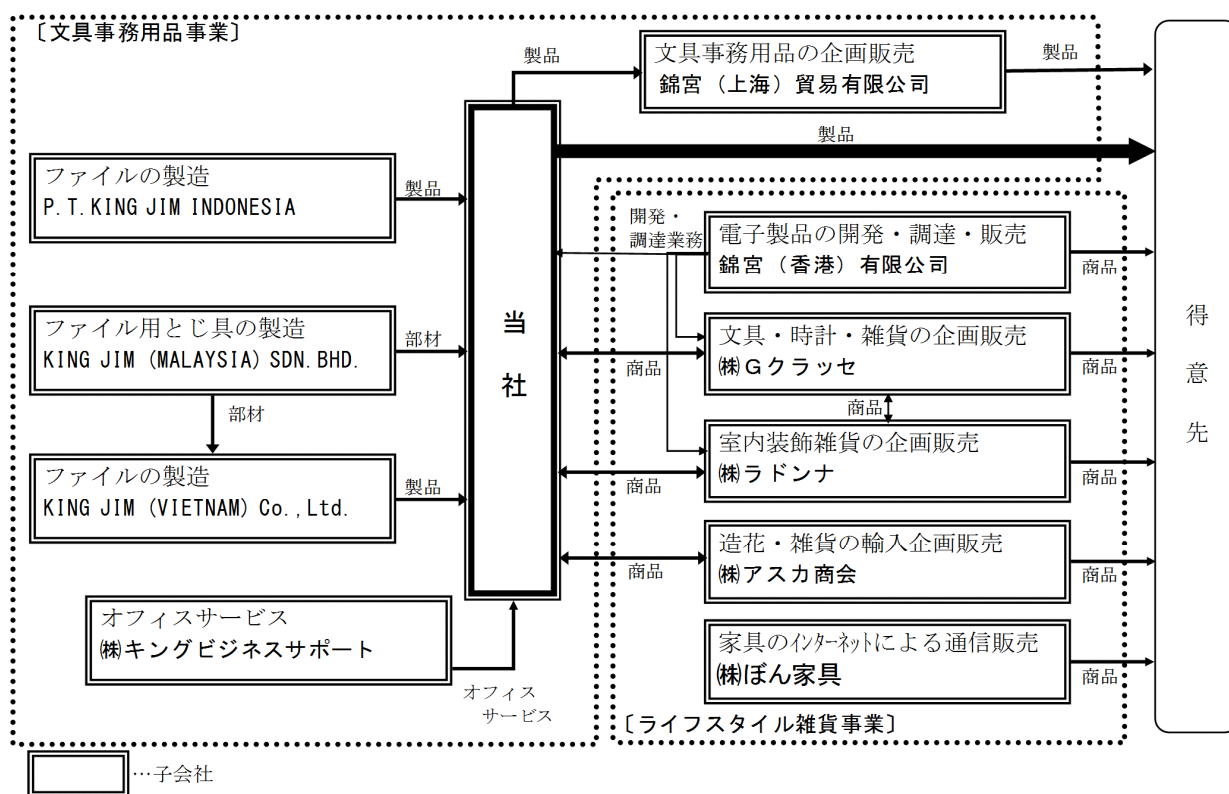 〔文具事務用品事業〕
製品
文具事務用品の企画販売
錦宮（上海）貿易有限公司
製品
製品
ファイルの製造
P.T.KING JIM INDONESIA
製品
開発・
調達業務
電子製品の開発・調達・販売
錦宮（香港）有限公司
商品
ファイル用とじ具の製造
KING JIM (MALAYSIA) SDN.BHD.
部材
当
社
商品
文具・時計・雑貨の企画販売
㈱Ｇクラッセ
商品
得
意
先
部材
商品
ファイルの製造
KING JIM (VIETNAM) Co.,Ltd.
製品
商品
室内装飾雑貨の企画販売
㈱ラドンナ
商品
商品
造花・雑貨の輸入企画販売
㈱アスカ商会
商品
オフィスサービス
㈱キングビジネスサポート
オフィス
サービス
家具のインターネットによる通信販売
㈱ぼん家具
商品
〔ライフスタイル雑貨事業〕
…子会社